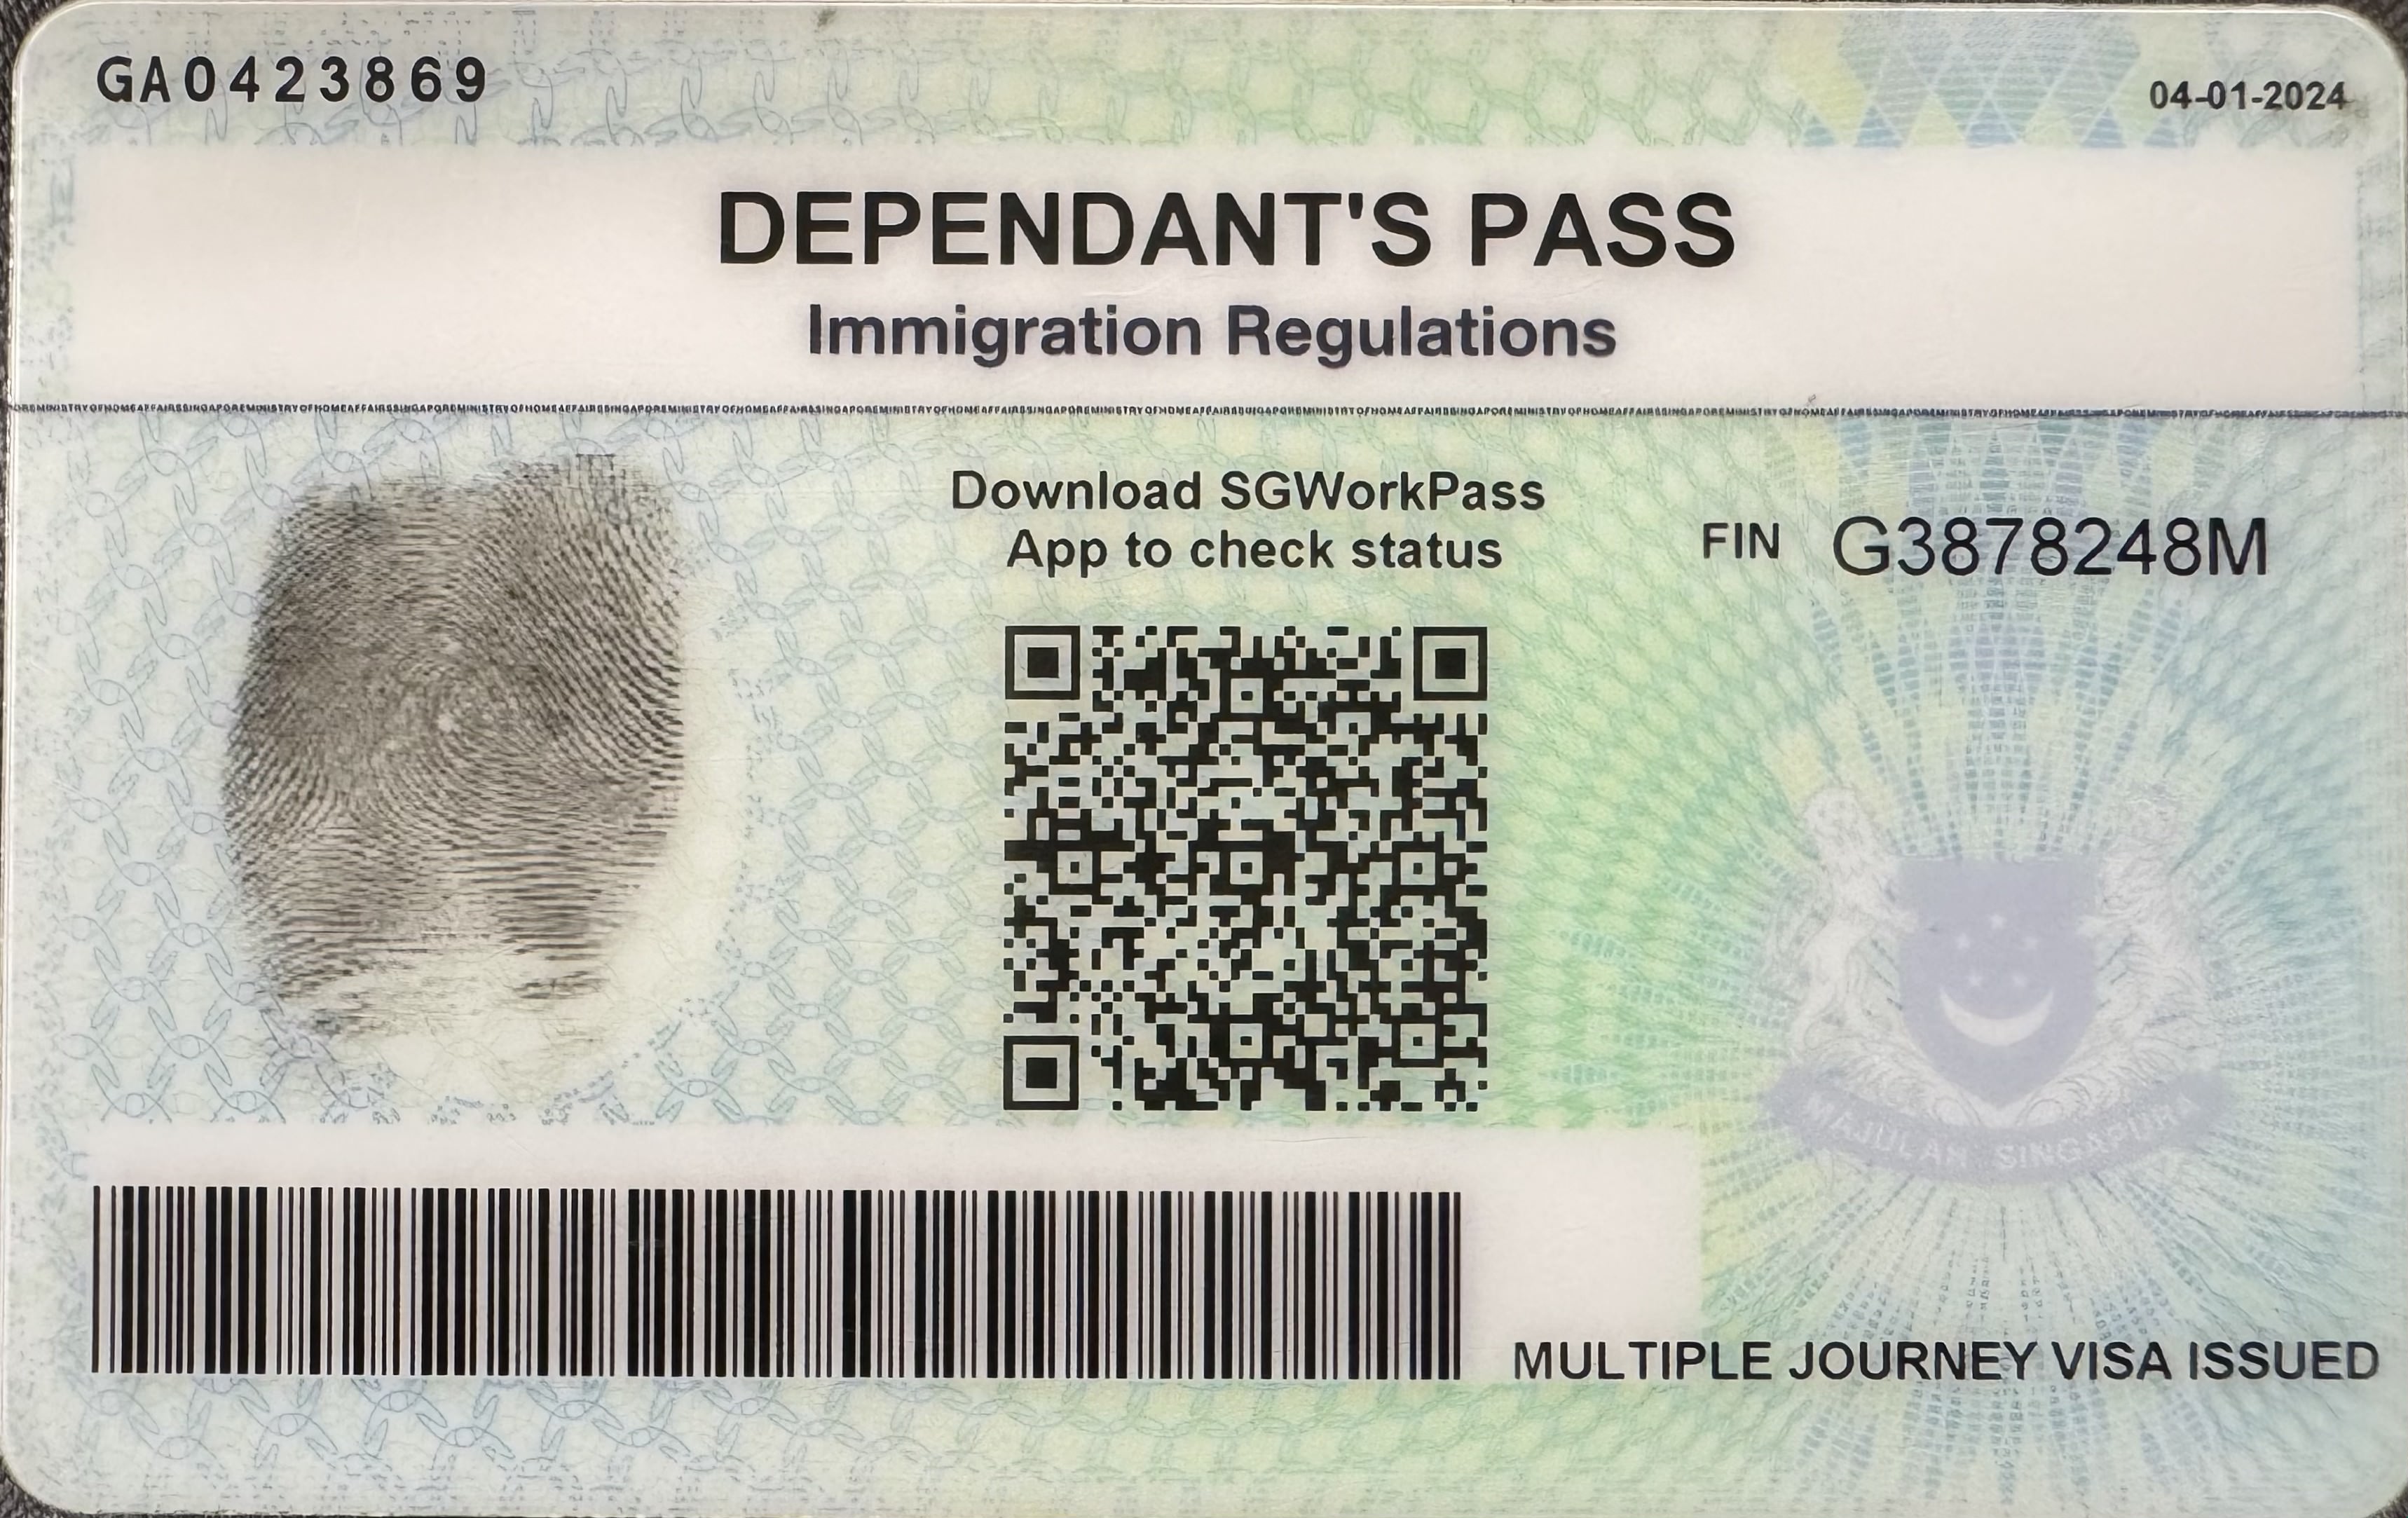 GA0423869
04-01-2024
DEPENDANT'S PASS
Immigration Regulations
Download SGWorkPass
App to check status
FIN G3878248M
MAJULAH SINGAPURA
MULTIPLE JOURNEY VISA ISSUED